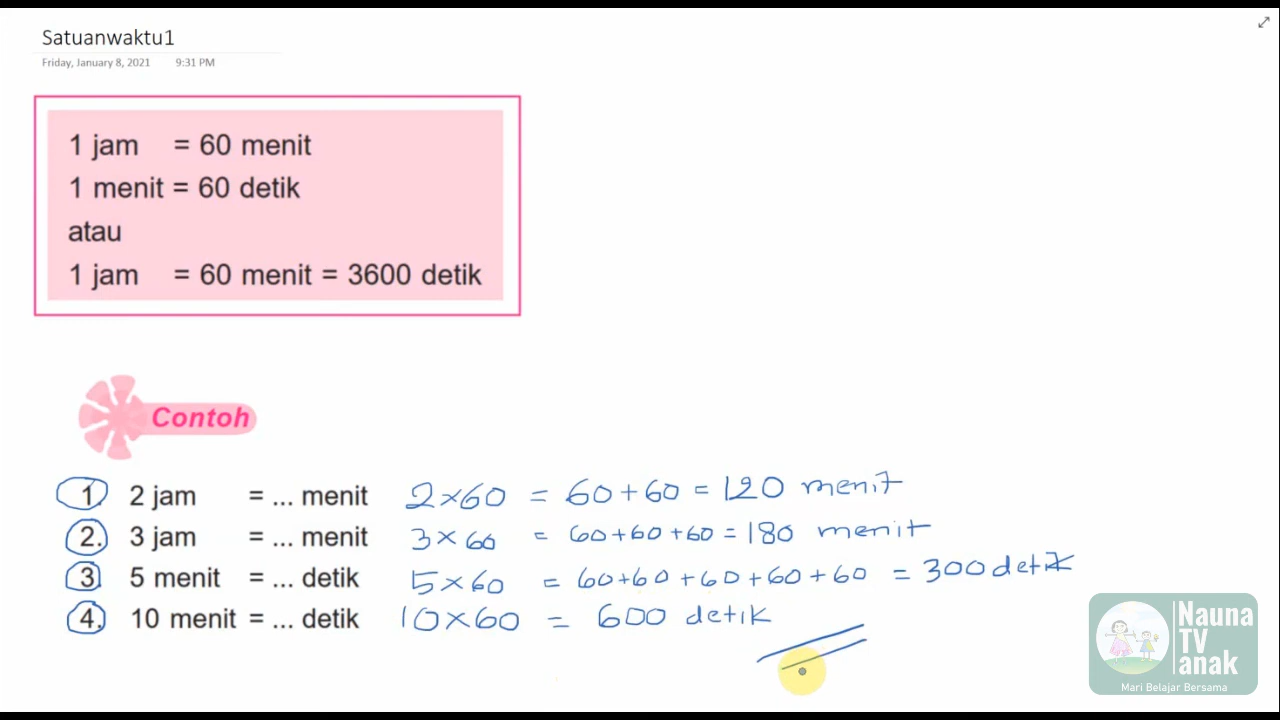 Satuanwaktu1
Friday, January 8, 2021 9:31 PM
1 jam = 60 menit
1 menit = 60 detik
atau
1 jam = 60 menit = 3600 detik
Contoh
1. 2 jam = ... menit 2 × 60 = 60 + 60 = 120 menit
2. 3 jam = ... menit 3 × 60 = 60 + 60 + 60 = 180 menit
3. 5 menit = ... detik 5 × 60 = 60 + 60 + 60 + 60 + 60 = 300 detik
4. 10 menit = ... detik 10 × 60 = 600 detik
Nauna
TV
anak
Mari Belajar Bersama